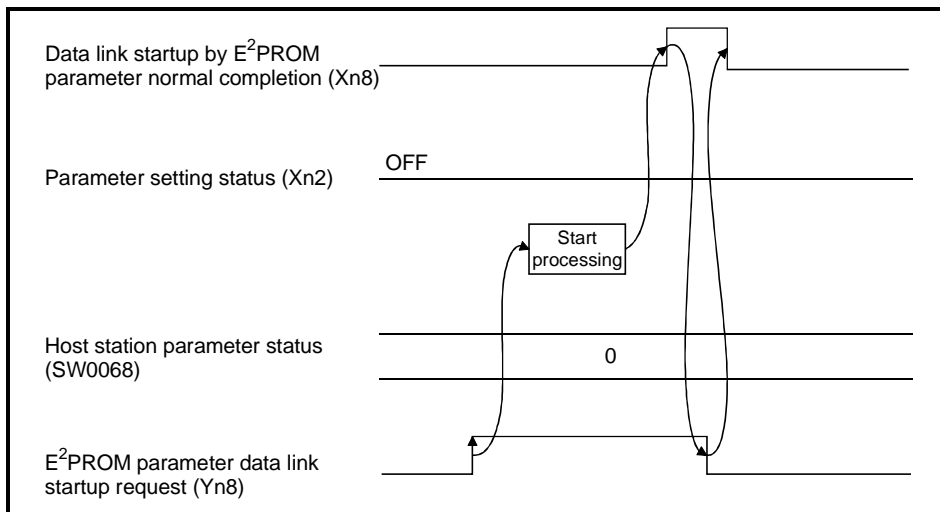 Data link startup by E²PROM
parameter normal completion (Xn8)
OFF
Parameter setting status (Xn2)
Start
processing
Host station parameter status
(SW0068)
0
E²PROM parameter data link
startup request (Yn8)